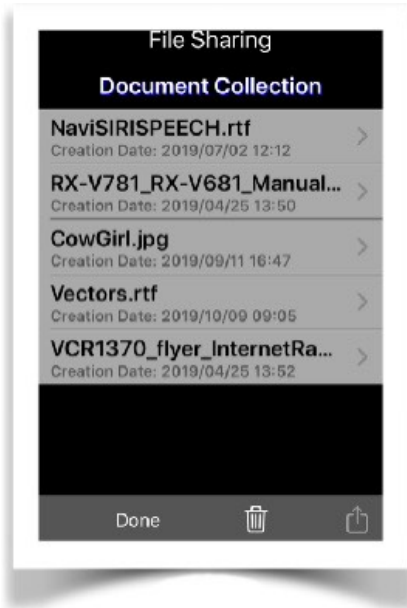 File Sharing
Document Collection
NaviSIRISPEECH.rtf
Creation Date: 2019/07/02 12:12
RX-V781_RX-V681_Manual...
Creation Date: 2019/04/25 13:50
CowGirl.jpg
Creation Date: 2019/09/11 16:47
Vectors.rtf
Creation Date: 2019/10/09 09:05
VCR1370_flyer_InternetRa...
Creation Date: 2019/04/25 13:52
Done